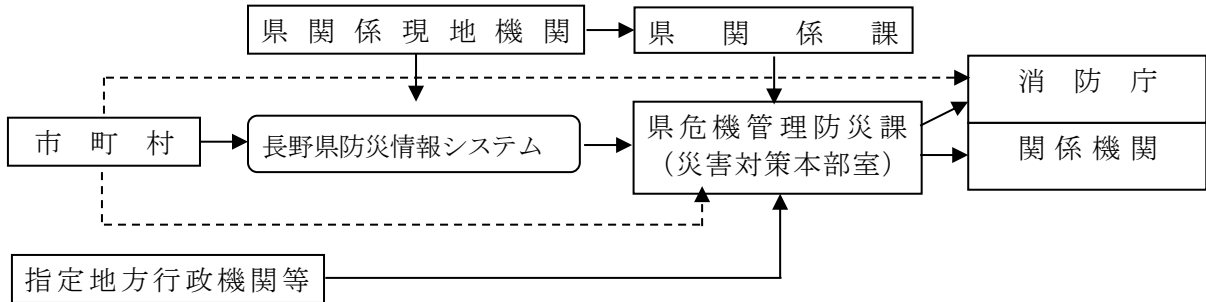 県関係現地機関
県関係課
消防庁
市町村
長野県防災情報システム
県危機管理防災課
（災害対策本部室）
関係機関
指定地方行政機関等